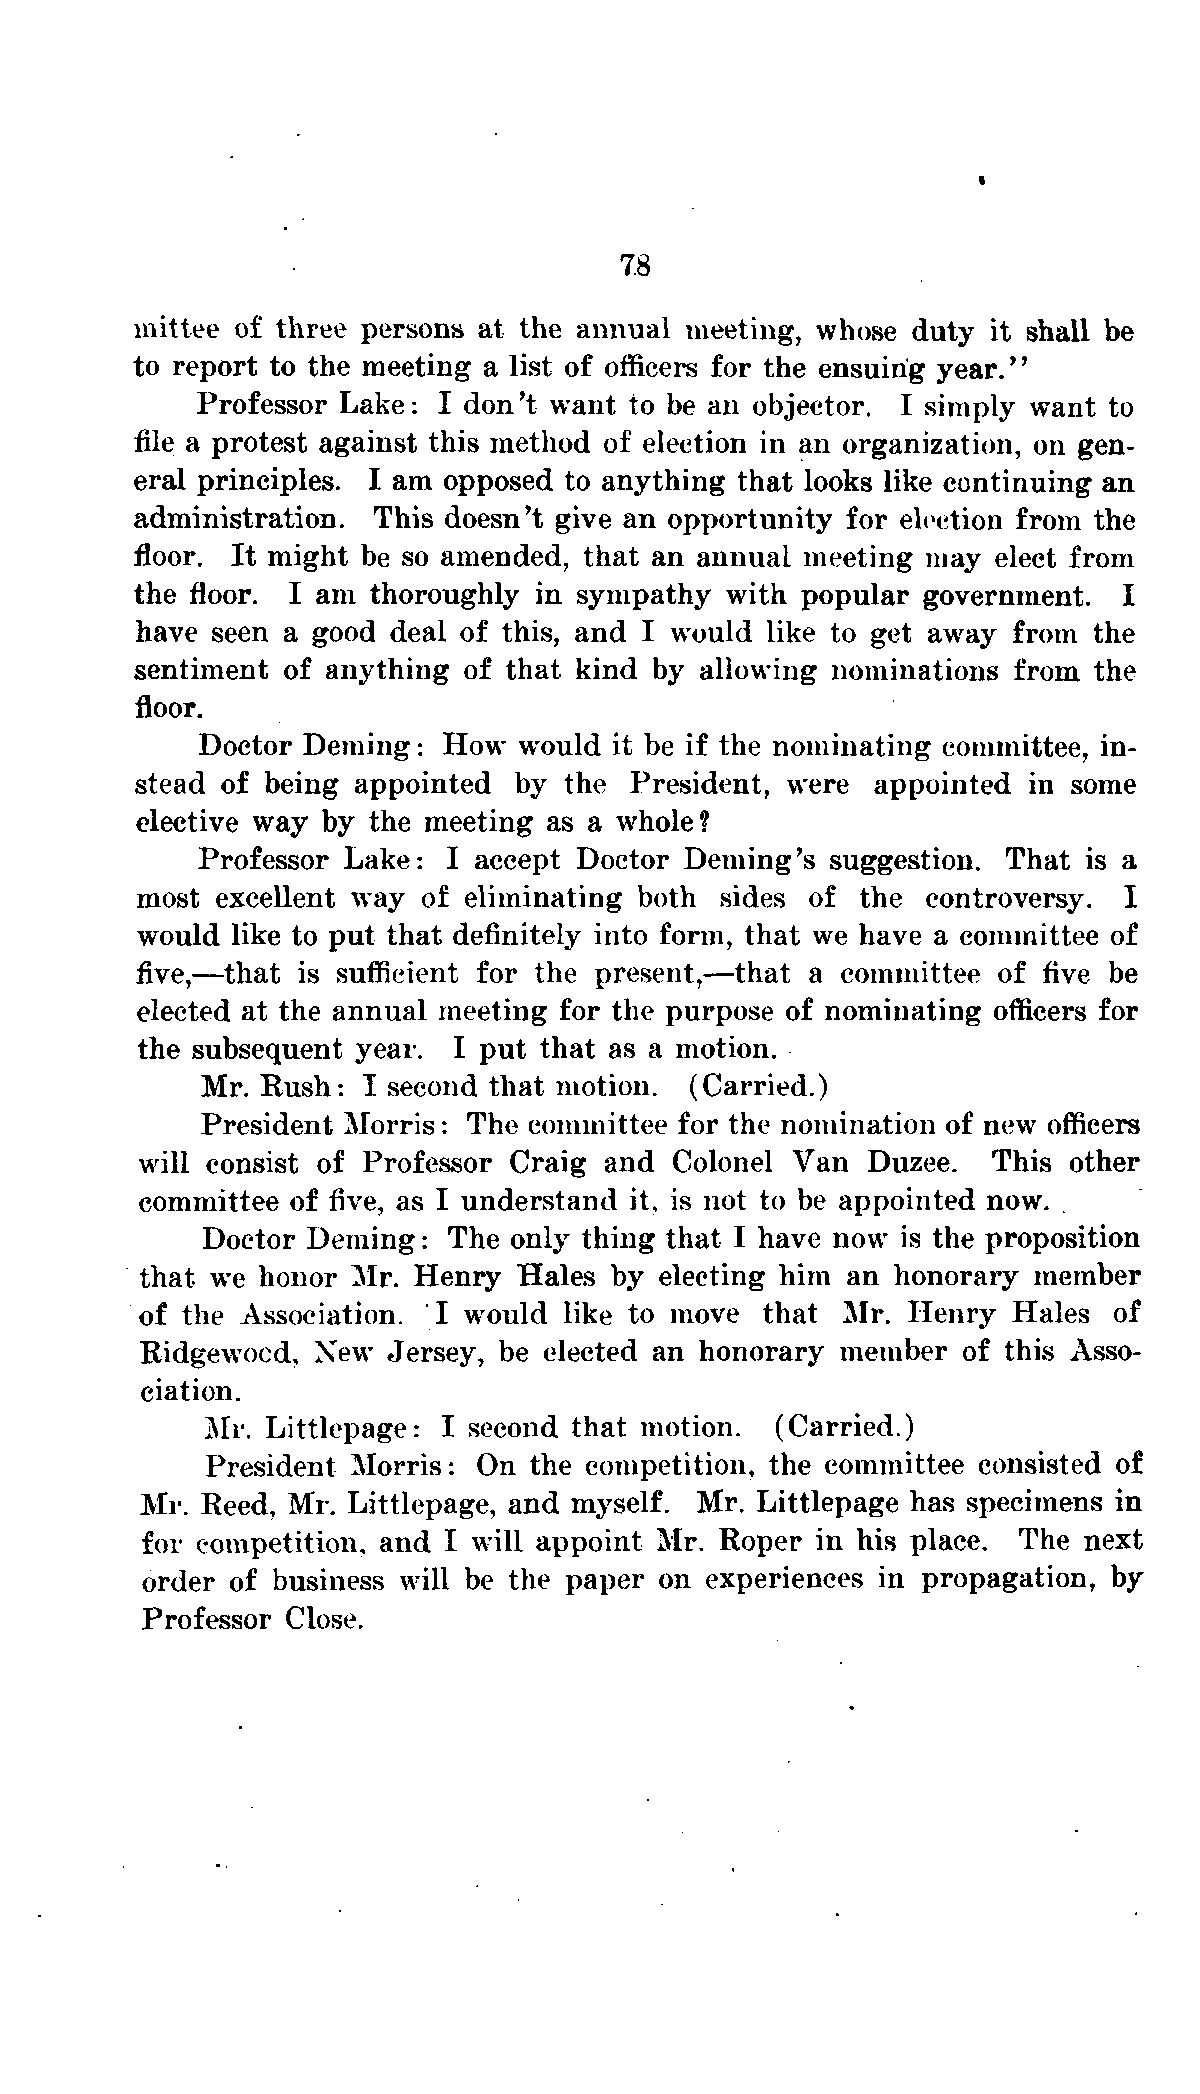 78
mittee of three persons at the annual meeting, whose duty it shall be
to report to the meeting a list of officers for the ensuing year.''
Professor Lake: I don't want to be an objector. I simply want to
file a protest against this method of election in an organization, on gen-
eral principles. I am opposed to anything that looks like continuing an
administration. This doesn't give an opportunity for election from the
floor. It might be so amended, that an annual meeting may elect from
the floor. I am thoroughly in sympathy with popular government. I
have seen a good deal of this, and I would like to get away from the
sentiment of anything of that kind by allowing nominations from the
floor.
Doctor Deming: How would it be if the nominating committee, in-
stead of being appointed by the President, were appointed in some
elective way by the meeting as a whole?
Professor Lake: I accept Doctor Deming's suggestion. That is a
most excellent way of eliminating both sides of the controversy. I
would like to put that definitely into form, that we have a committee of
five,—that is sufficient for the present,—that a committee of five be
elected at the annual meeting for the purpose of nominating officers for
the subsequent year. I put that as a motion.
Mr. Rush: I second that motion. (Carried.)
President Morris: The committee for the nomination of new officers
will consist of Professor Craig and Colonel Van Duzee. This other
committee of five, as I understand it, is not to be appointed now.
Doctor Deming: The only thing that I have now is the proposition
that we honor Mr. Henry Hales by electing him an honorary member
of the Association. I would like to move that Mr. Henry Hales of
Ridgewood, New Jersey, be elected an honorary member of this Asso-
ciation.
Mr. Littlepage: I second that motion. (Carried.)
President Morris: On the competition, the committee consisted of
Mr. Reed, Mr. Littlepage, and myself. Mr. Littlepage has specimens in
for competition, and I will appoint Mr. Roper in his place. The next
order of business will be the paper on experiences in propagation, by
Professor Close.